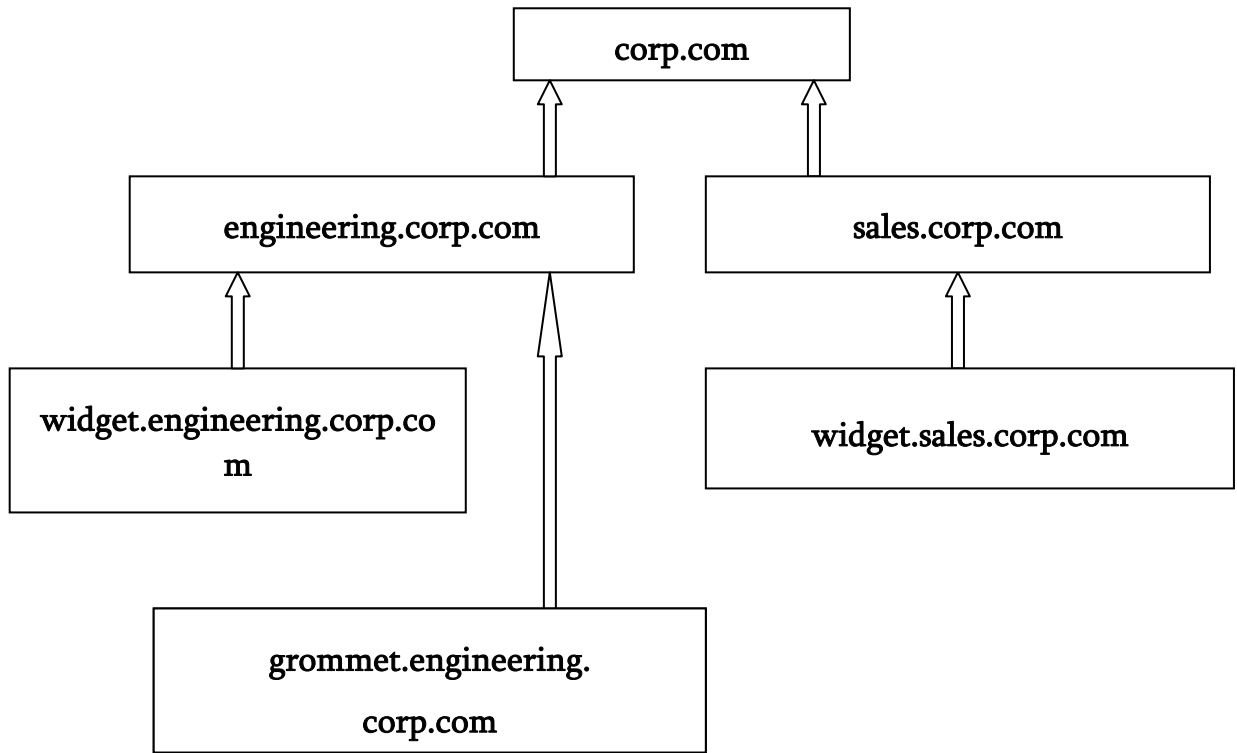 corp.com
engineering.corp.com
sales.corp.com
widget.engineering.corp.co
m
widget.sales.corp.com
grommet.engineering.
corp.com